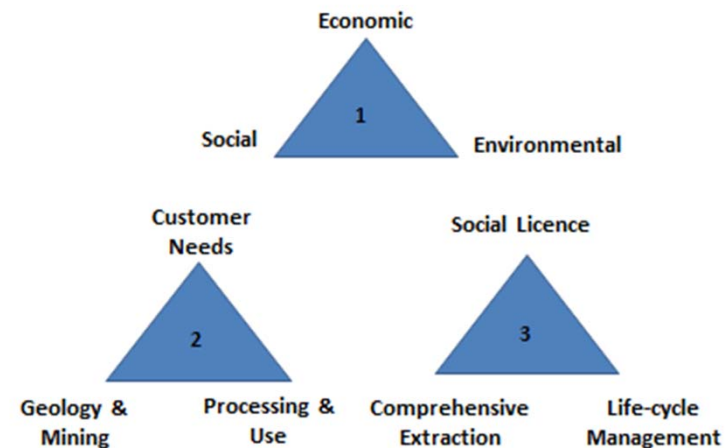 Economic
1
Social
Environmental
Customer
Needs
Social Licence
2
3
Geology &
Mining
Processing &
Use
Comprehensive
Extraction
Life-cycle
Management